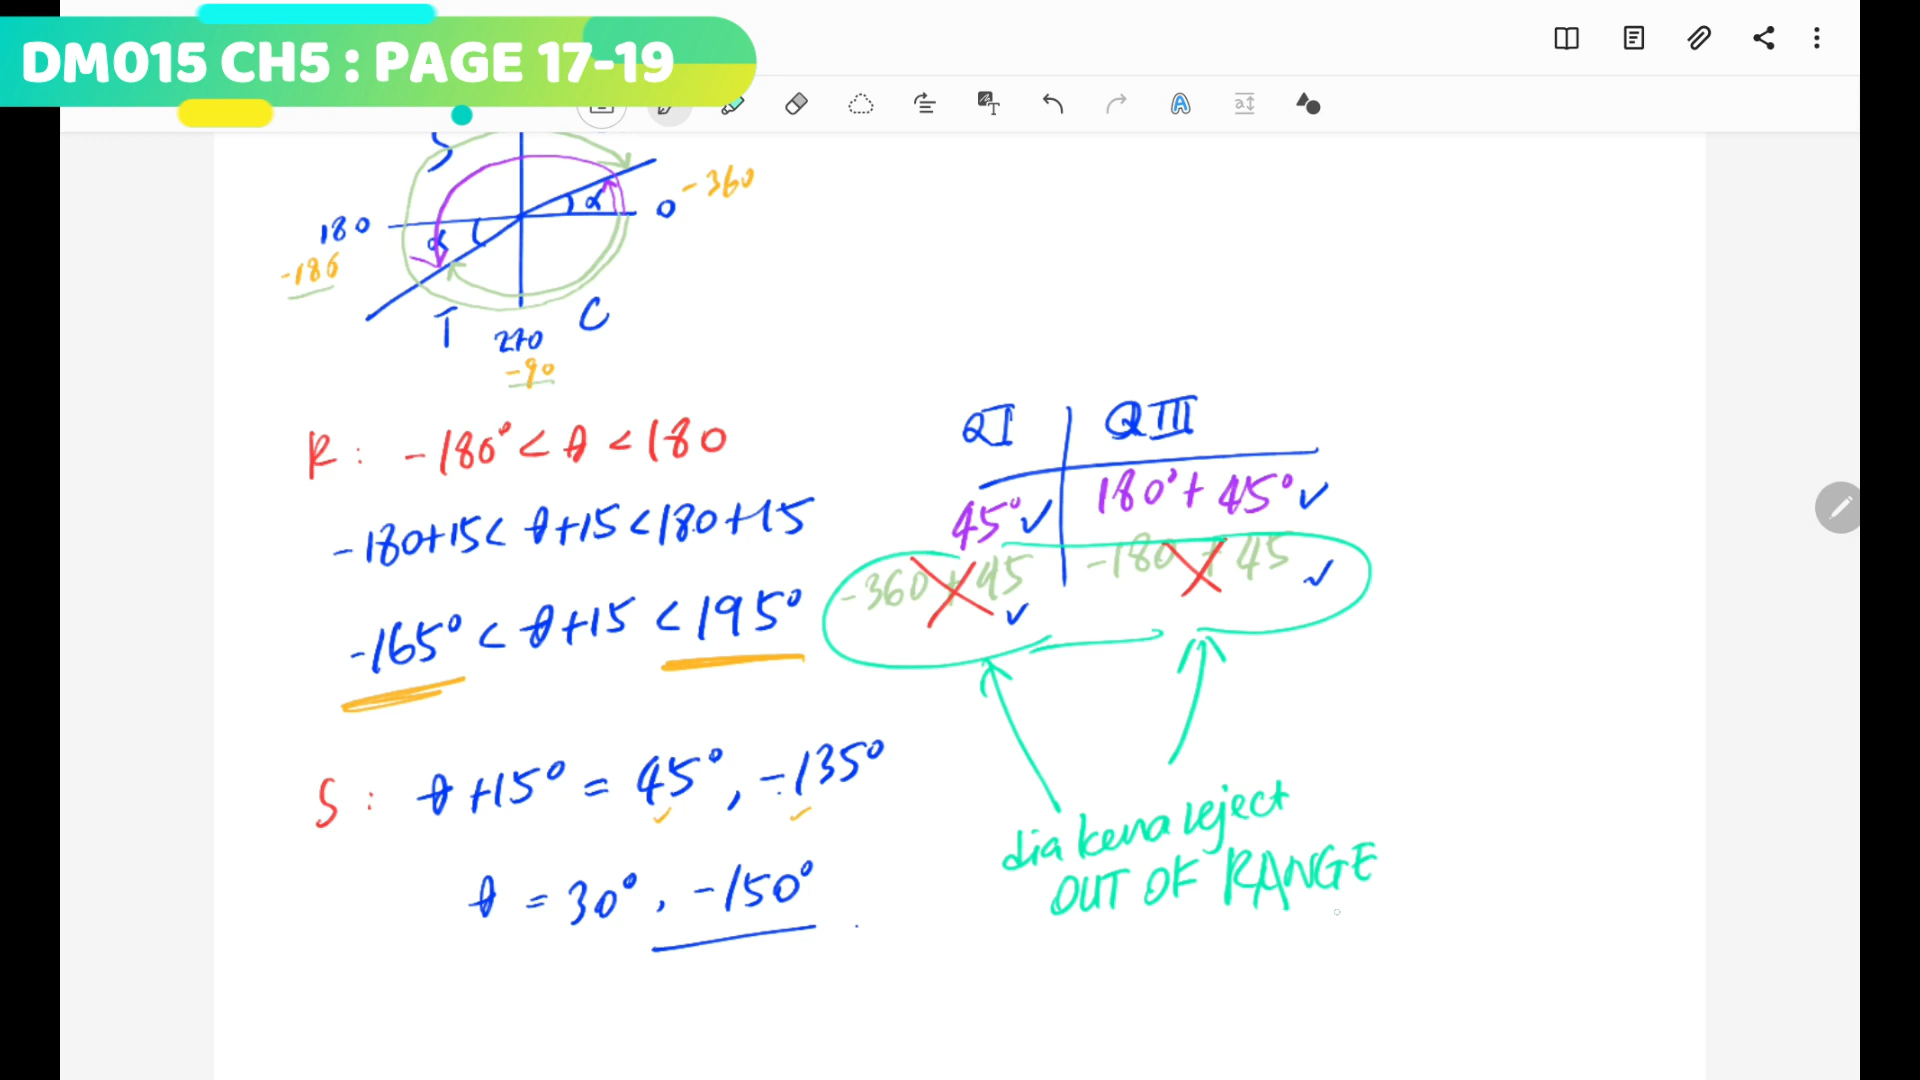 DM015 CH5 : PAGE 17-19
S
α
0 -360
180
α
-180
T
C
270
-90
QI | QIII
R : -180° < θ < 180
45° ✓ 180° + 45° ✓
-180+15 < θ+15 < 180+15
-360 + 45 ✓ -180 + 45 ✓
-165° < θ+15 < 195°
S : θ +15° = 45°, -135°
dia kena reject
OUT OF RANGE
θ = 30°, -150°